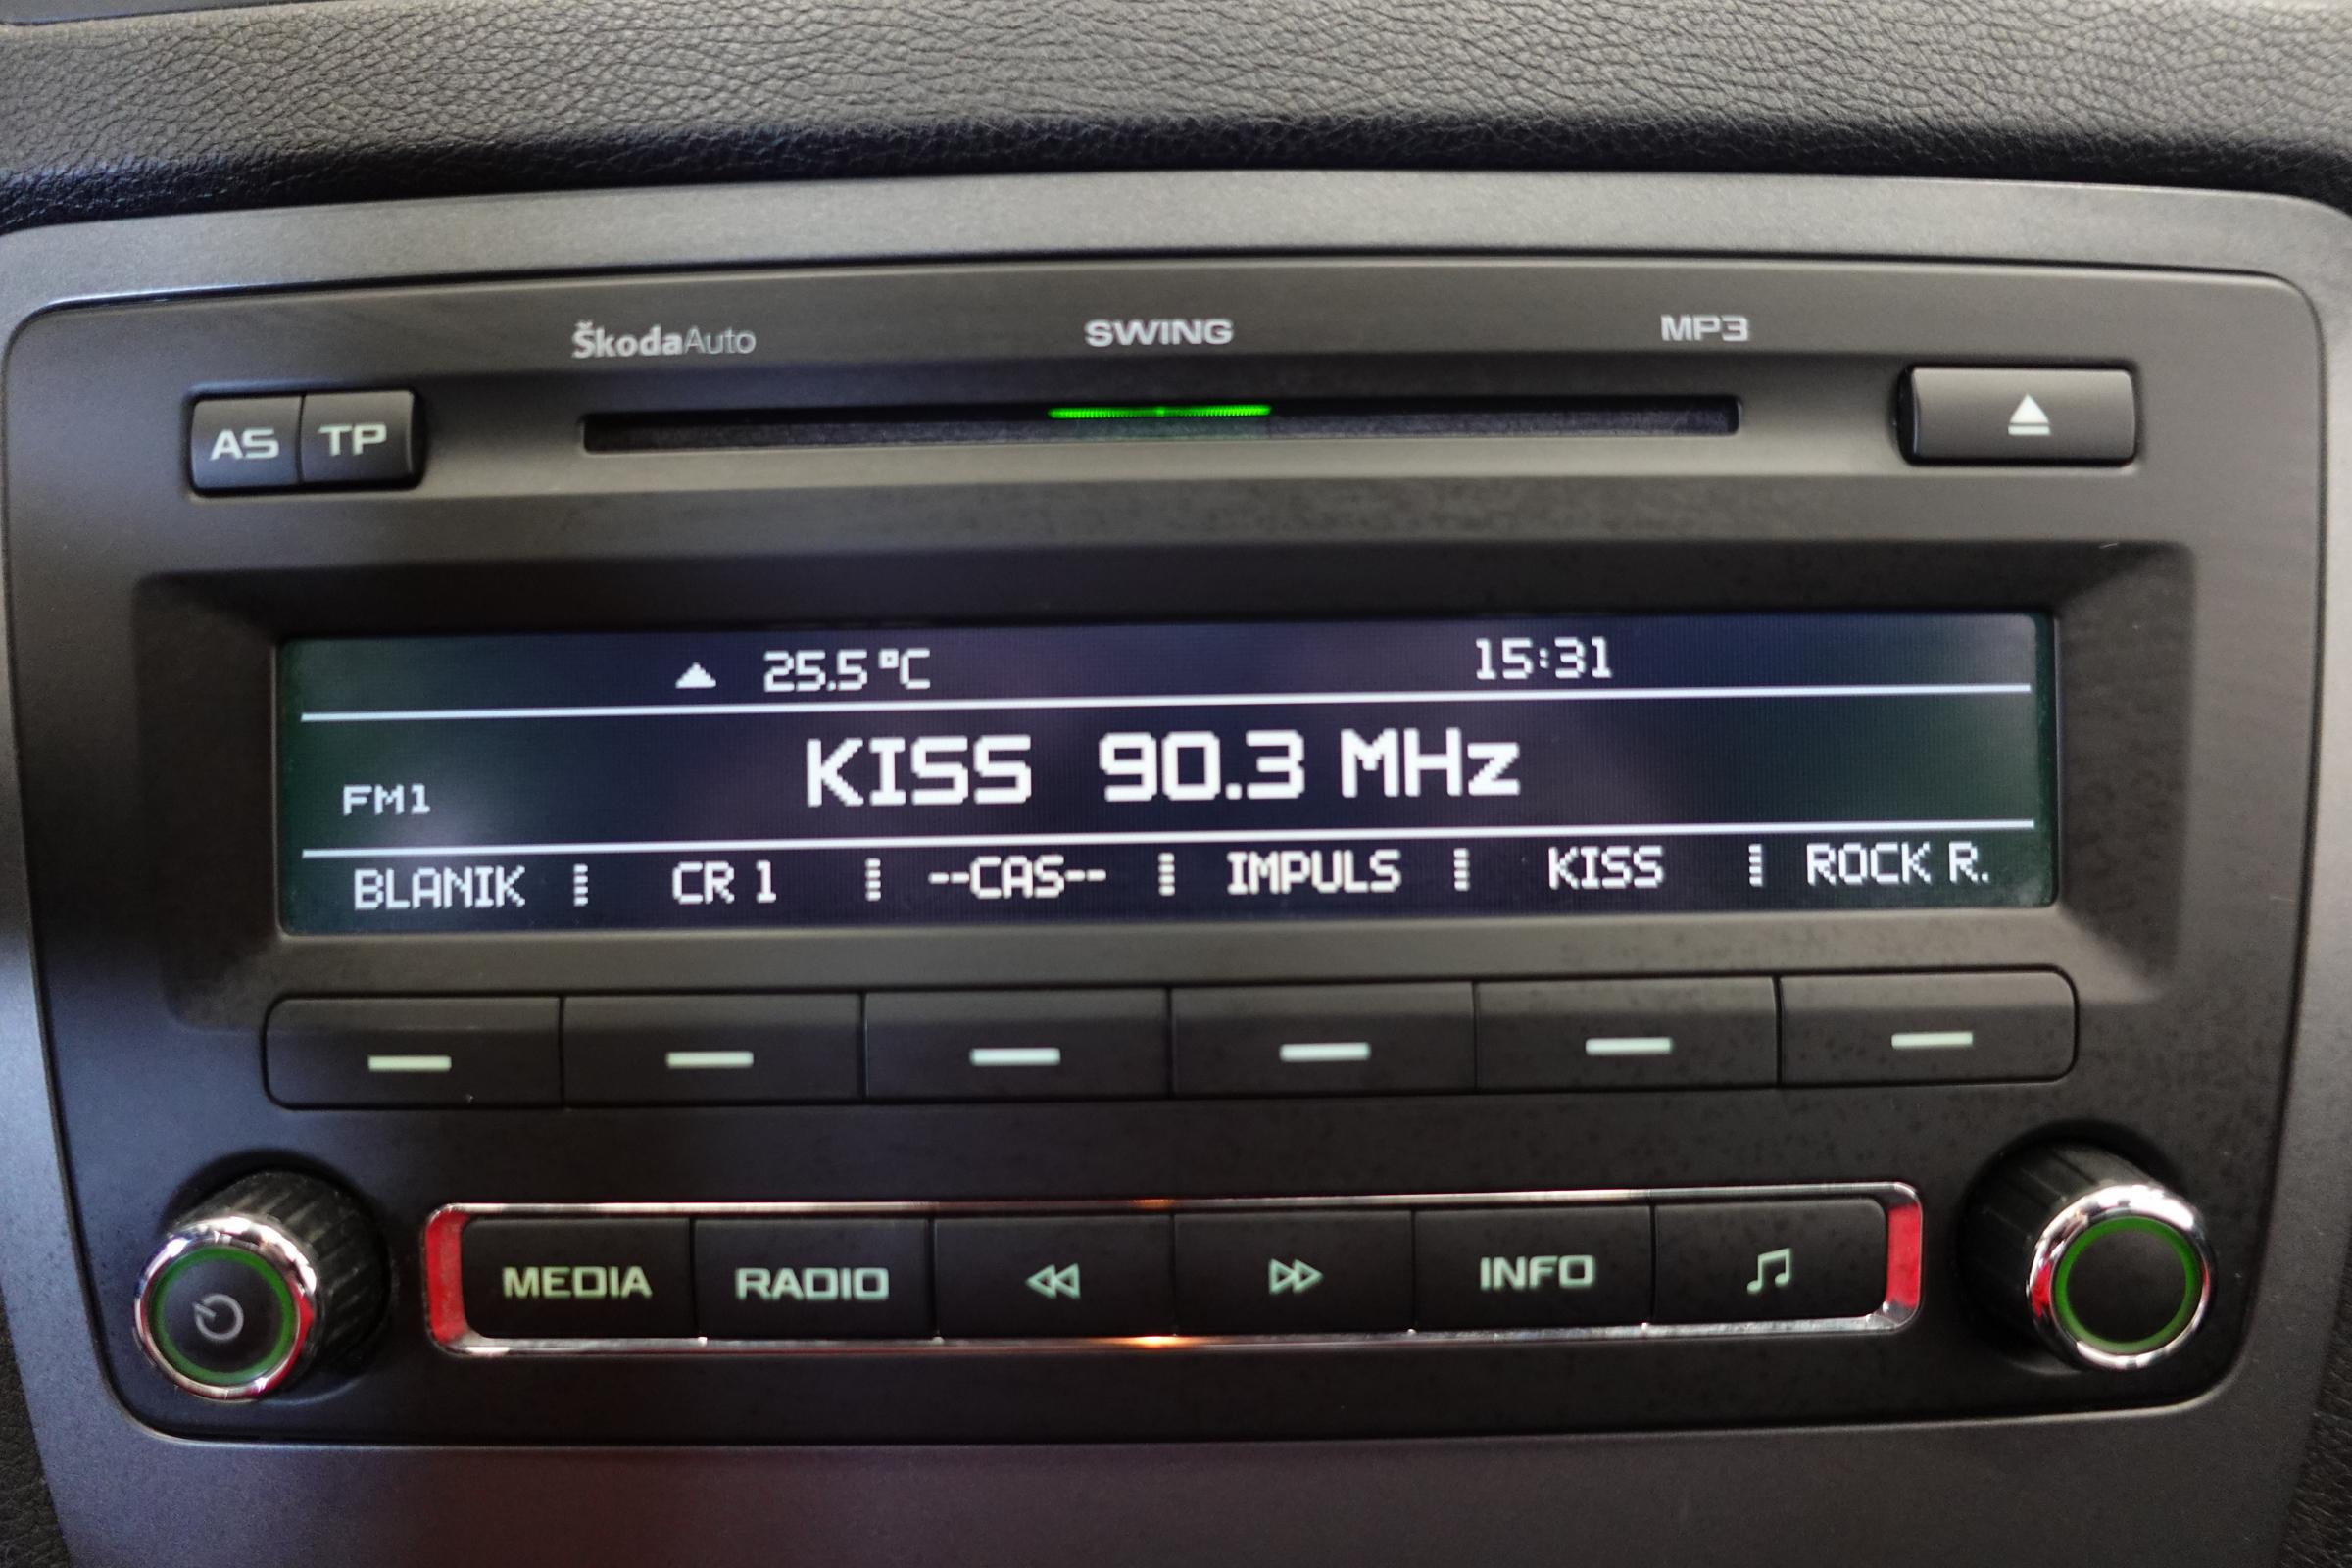 ŠkodaAuto SWING MP3
AS TP
25.5°C 15:31
FM1 KISS 90.3 MHz
BLANIK CR 1 --CAS-- IMPULS KISS ROCK R.
MEDIA RADIO INFO